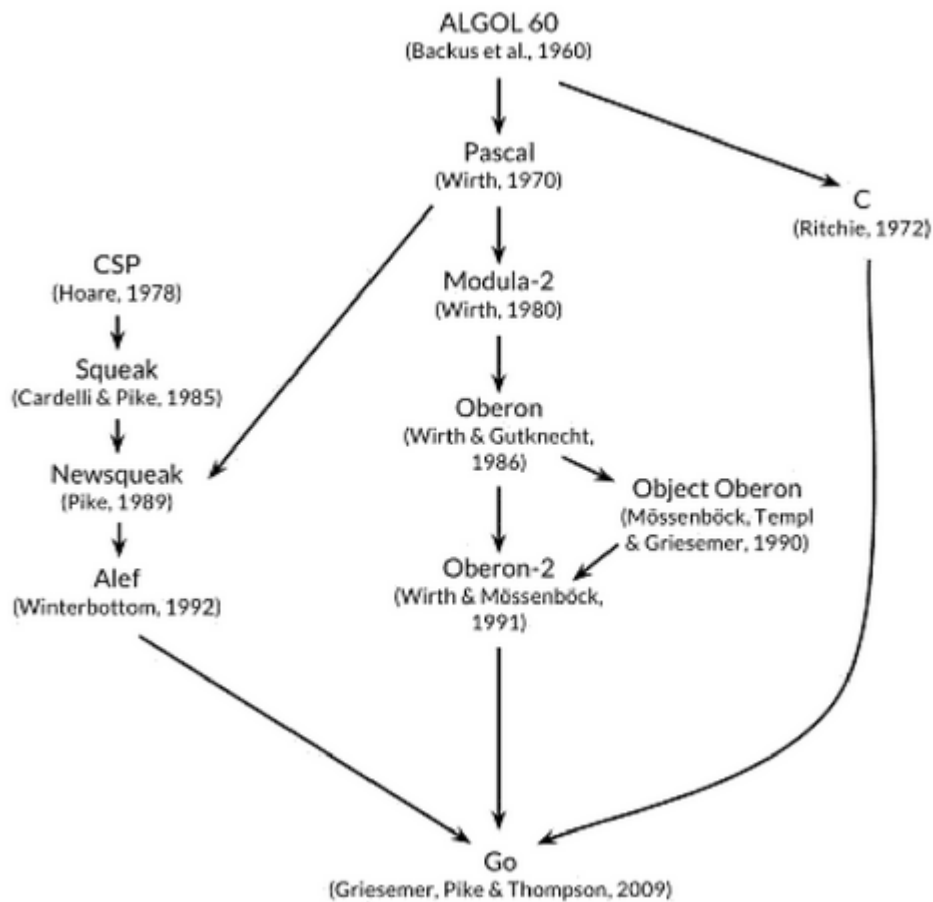 ALGOL 60
(Backus et al., 1960)
Pascal
(Wirth, 1970)
C
(Ritchie, 1972)
CSP
(Hoare, 1978)
Modula-2
(Wirth, 1980)
Squeak
(Cardelli & Pike, 1985)
Oberon
(Wirth & Gutknecht,
1986)
Newsqueak
(Pike, 1989)
Object Oberon
(Mössenböck, Templ
& Griesemer, 1990)
Oberon-2
(Wirth & Mössenböck,
1991)
Alef
(Winterbottom, 1992)
Go
(Griesemer, Pike & Thompson, 2009)